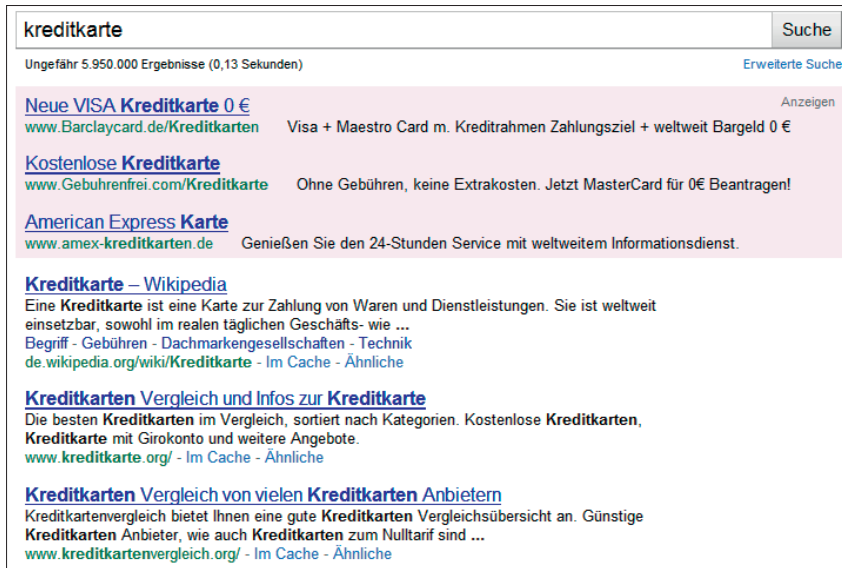 kreditkarte Suche
Ungefähr 5.950.000 Ergebnisse (0,13 Sekunden) Erweiterte Suche
Neue VISA Kreditkarte 0 € Anzeigen
www.Barclaycard.de/Kreditkarten Visa + Maestro Card m. Kreditrahmen Zahlungsziel + weltweit Bargeld 0 €
Kostenlose Kreditkarte
www.Gebuhrenfrei.com/Kreditkarte Ohne Gebühren, keine Extrakosten. Jetzt MasterCard für 0€ Beantragen!
American Express Karte
www.amex-kreditkarten.de Genießen Sie den 24-Stunden Service mit weltweitem Informationsdienst.
Kreditkarte – Wikipedia
Eine Kreditkarte ist eine Karte zur Zahlung von Waren und Dienstleistungen. Sie ist weltweit
einsetzbar, sowohl im realen täglichen Geschäfts- wie ...
Begriff - Gebühren - Dachmarkengesellschaften - Technik
de.wikipedia.org/wiki/Kreditkarte - Im Cache - Ähnliche
Kreditkarten Vergleich und Infos zur Kreditkarte
Die besten Kreditkarten im Vergleich, sortiert nach Kategorien. Kostenlose Kreditkarten,
Kreditkarte mit Girokonto und weitere Angebote.
www.kreditkarte.org/ - Im Cache - Ähnliche
Kreditkarten Vergleich von vielen Kreditkarten Anbietern
Kreditkartenvergleich bietet Ihnen eine gute Kreditkarten Vergleichsübersicht an. Günstige
Kreditkarten Anbieter, wie auch Kreditkarten zum Nulltarif sind ...
www.kreditkartenvergleich.org/ - Im Cache - Ähnliche